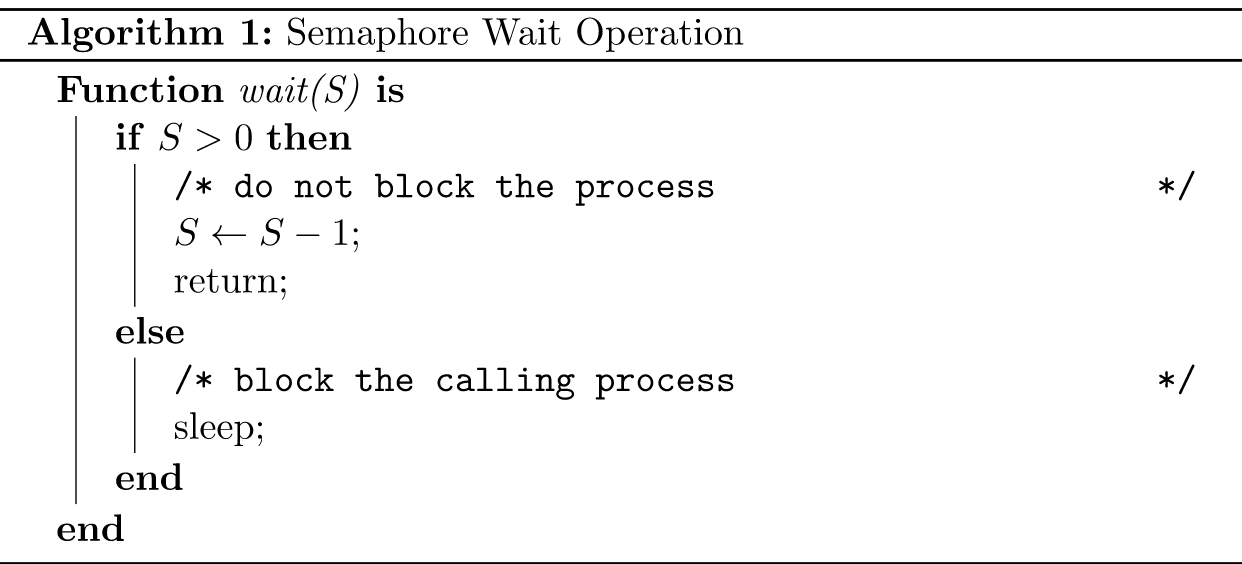 Algorithm 1: Semaphore Wait Operation
Function wait(S) is
if S > 0 then
/* do not block the process */
S ← S − 1;
return;
else
/* block the calling process */
sleep;
end
end